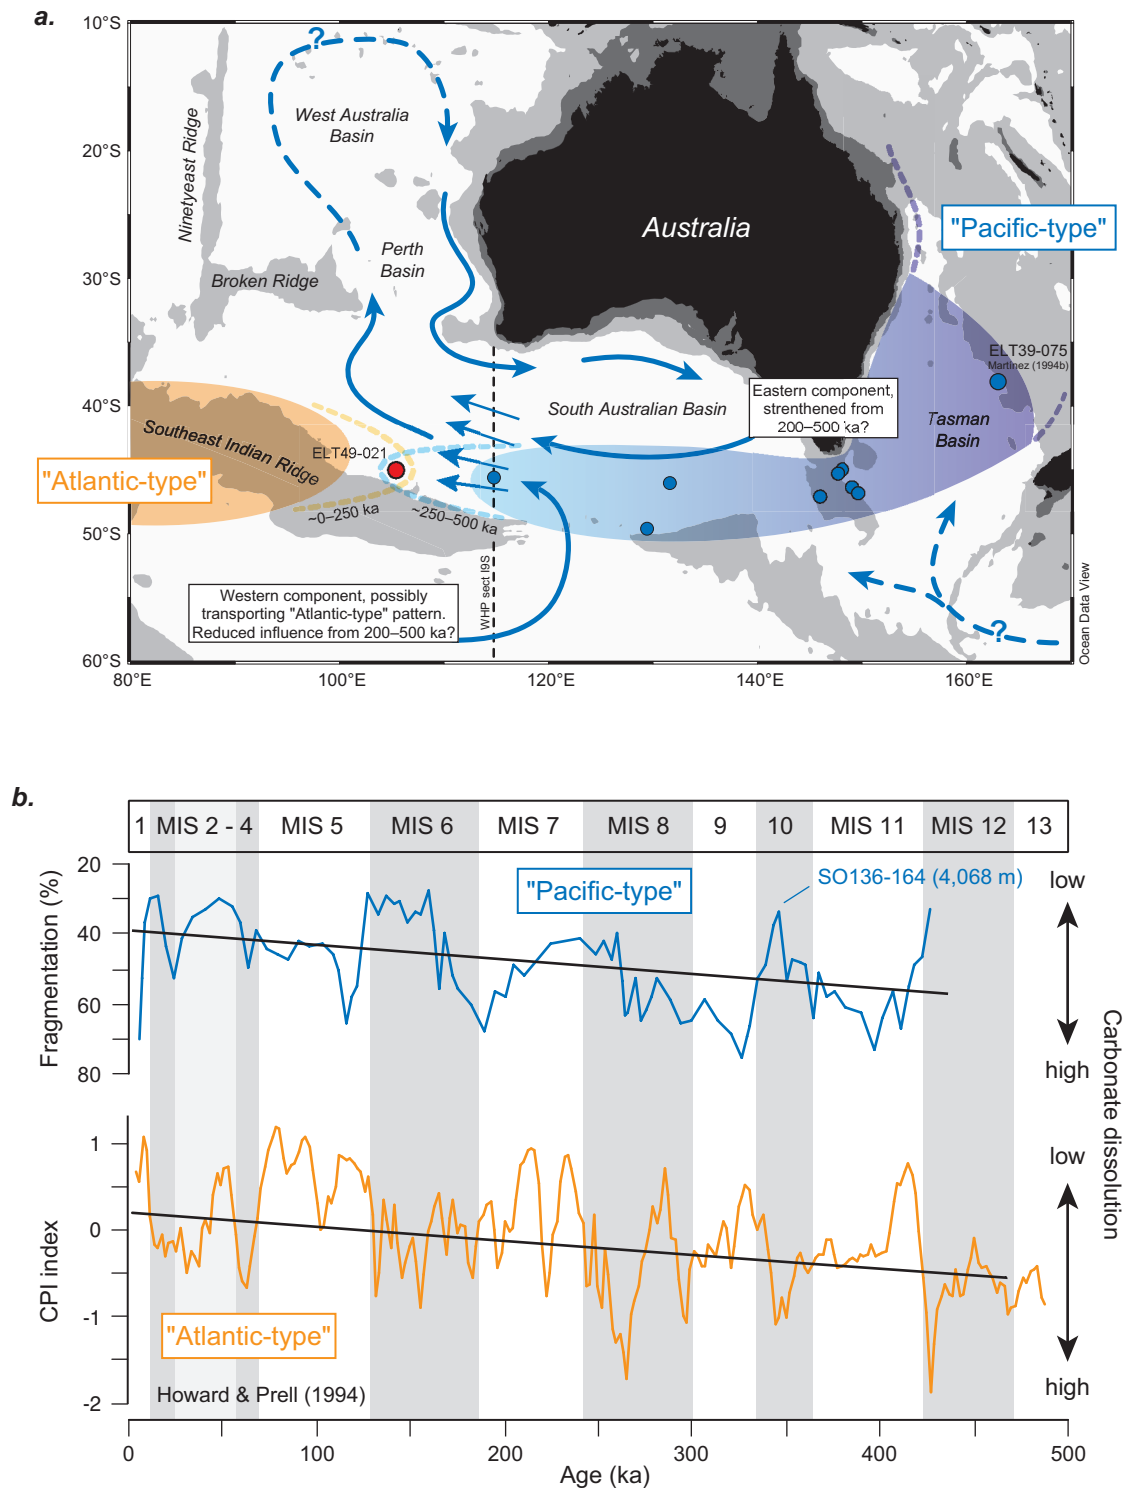 a.
10°S
20°S
30°S
40°S
50°S
60°S
80°E
100°E
120°E
140°E
160°E
?
West Australia
Basin
Ninetyeast Ridge
Australia
"Pacific-type"
Perth
Basin
Broken Ridge
ELT39-075
Martinez (1994b)
Eastern component,
strenthened from
200–500 ka?
South Australian Basin
Tasman
Basin
Southeast Indian Ridge
ELT49-021
"Atlantic-type"
~0–250 ka
~250–500 ka
WHP sect I9S
Western component, possibly
transporting "Atlantic-type" pattern.
Reduced influence from 200–500 ka?
?
Ocean Data View
b.
1
MIS 2 - 4
MIS 5
MIS 6
MIS 7
MIS 8
9
10
MIS 11
MIS 12
13
20
40
60
80
Fragmentation (%)
"Pacific-type"
SO136-164 (4,068 m)
low
high
Carbonate dissolution
1
0
-1
-2
CPI index
"Atlantic-type"
Howard & Prell (1994)
low
high
0
100
200
300
400
500
Age (ka)